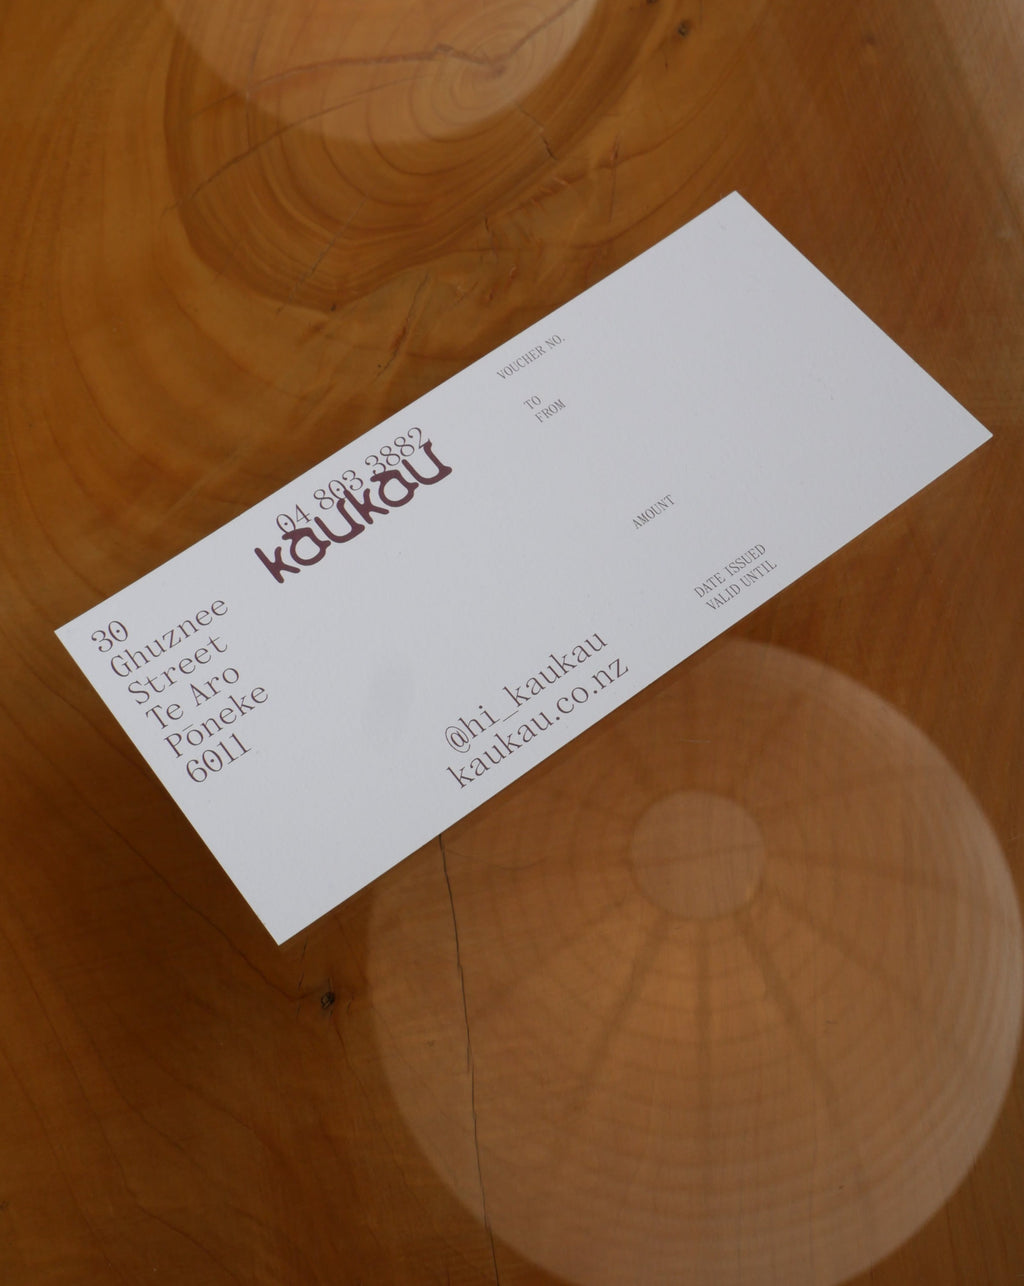 04 803 3882
kaukau
30
Ghuznee
Street
Te Aro
Pōneke
6011
@hi_kaukau
kaukau.co.nz
VOUCHER NO.
TO
FROM
AMOUNT
DATE ISSUED
VALID UNTIL